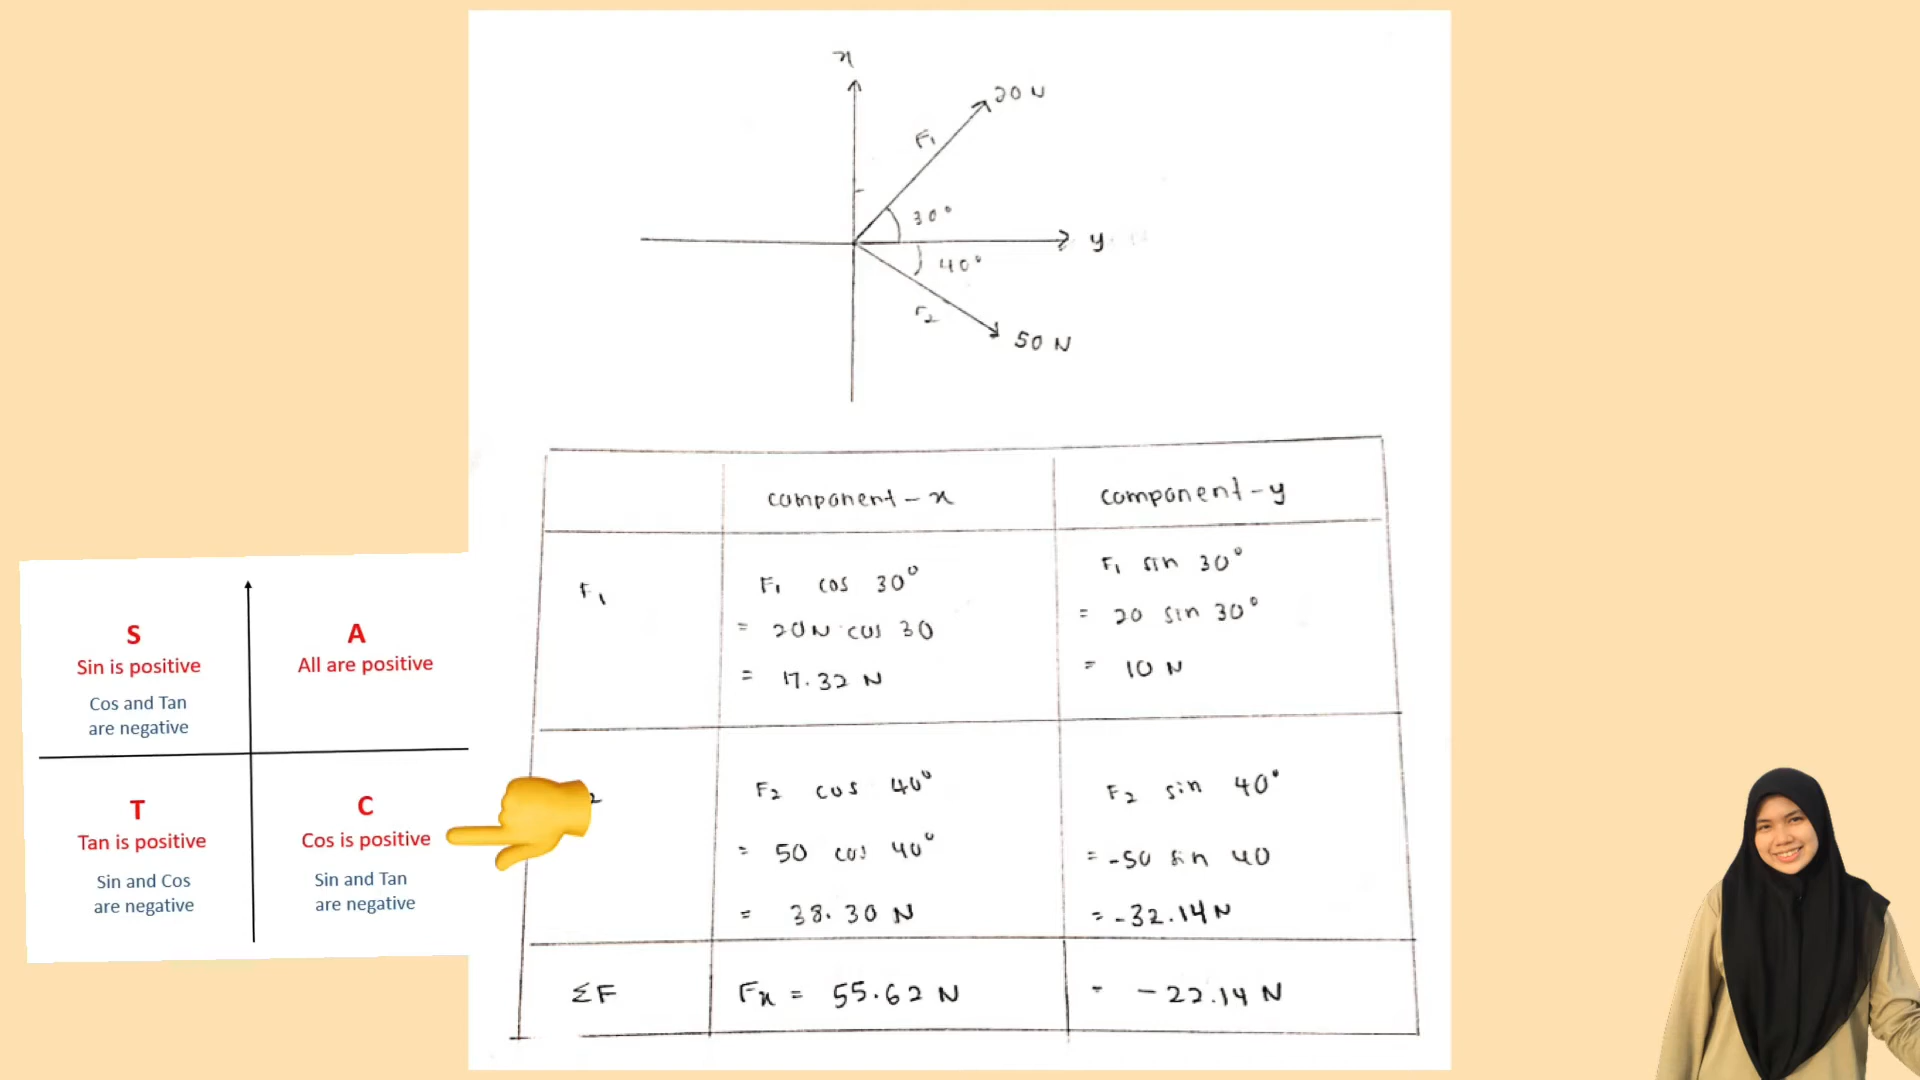 x
20 N
F₁
30°
y
40°
F₂
50 N
component - x
component - y
F₁
F₁ cos 30°
= 20N cos 30
= 17.32 N
F₁ sin 30°
= 20 sin 30°
= 10 N
2
F₂ cos 40°
= 50 cos 40°
= 38.30 N
F₂ sin 40°
= -50 sin 40
= -32.14 N
ΣF
Fx = 55.62 N
= -22.14 N
S
Sin is positive
Cos and Tan
are negative
A
All are positive
T
Tan is positive
Sin and Cos
are negative
C
Cos is positive
Sin and Tan
are negative